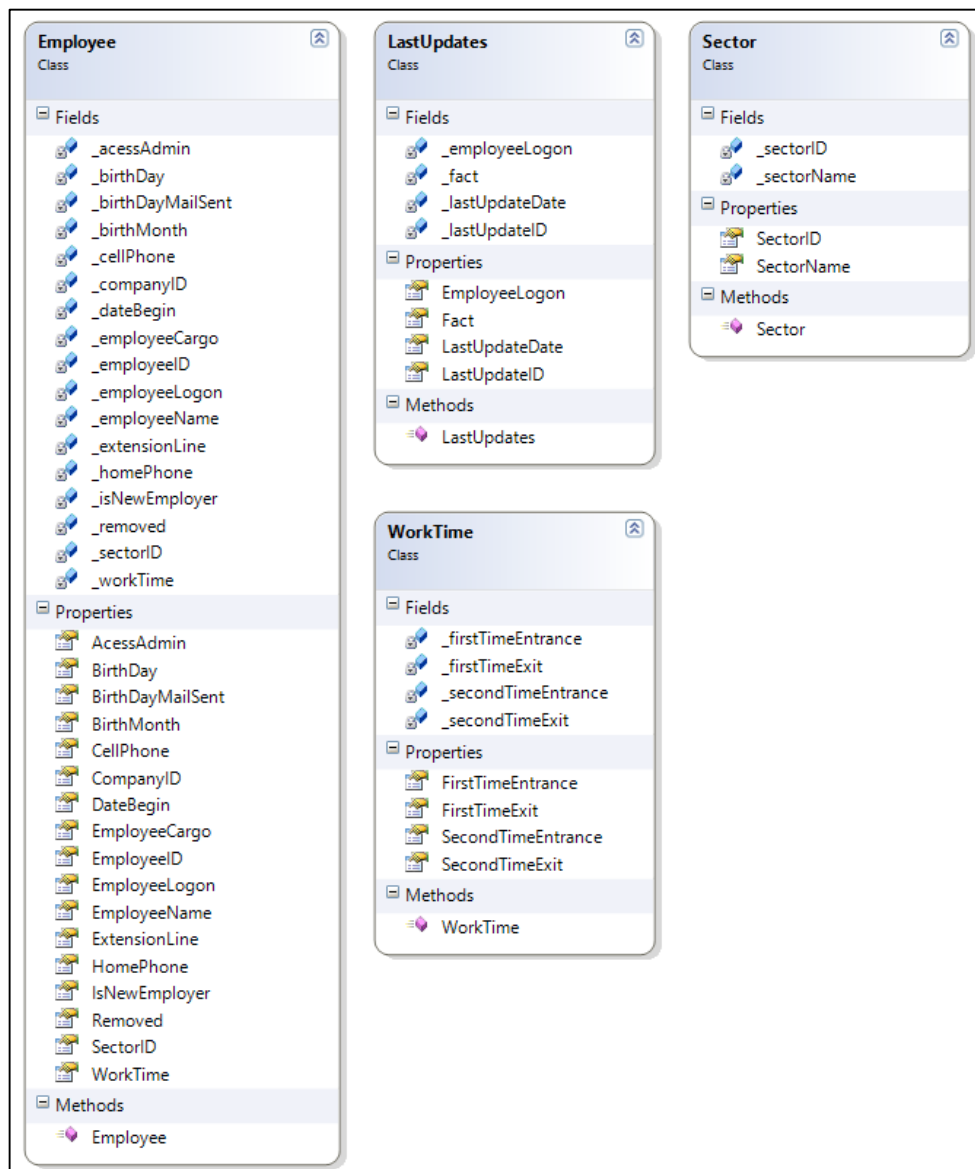 Employee
Class
Fields
_acessAdmin
_birthDay
_birthDayMailSent
_birthMonth
_cellPhone
_companyID
_dateBegin
_employeeCargo
_employeeID
_employeeLogon
_employeeName
_extensionLine
_homePhone
_isNewEmployer
_removed
_sectorID
_workTime
Properties
AcessAdmin
BirthDay
BirthDayMailSent
BirthMonth
CellPhone
CompanyID
DateBegin
EmployeeCargo
EmployeeID
EmployeeLogon
EmployeeName
ExtensionLine
HomePhone
IsNewEmployer
Removed
SectorID
WorkTime
Methods
Employee
LastUpdates
Class
Fields
_employeeLogon
_fact
_lastUpdateDate
_lastUpdateID
Properties
EmployeeLogon
Fact
LastUpdateDate
LastUpdateID
Methods
LastUpdates
Sector
Class
Fields
_sectorID
_sectorName
Properties
SectorID
SectorName
Methods
Sector
WorkTime
Class
Fields
_firstTimeEntrance
_firstTimeExit
_secondTimeEntrance
_secondTimeExit
Properties
FirstTimeEntrance
FirstTimeExit
SecondTimeEntrance
SecondTimeExit
Methods
WorkTime